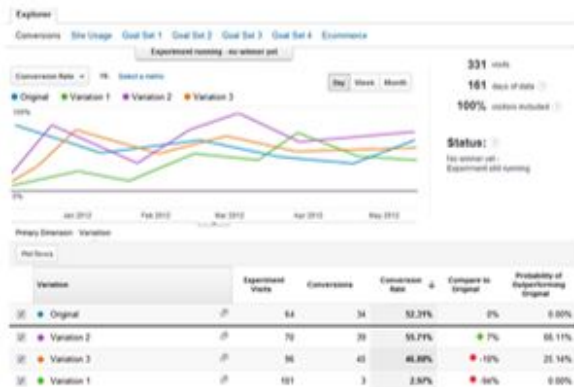 Explorer
Conversions Site Usage Goal Set 1 Goal Set 2 Goal Set 3 Goal Set 4 Ecommerce
Experiment running - no winner yet
Conversion Rate VS. Select a metric
Day Week Month
Original Variation 1 Variation 2 Variation 3
100%
0%
Jan 2012 Feb 2012 Mar 2012 Apr 2012 May 2012
331 visits
161 days of data
100% visitors included
Status:
No winner yet -
Experiment still running
Primary Dimension: Variation
Plot Rows
Variation Experiment Visits Conversions Conversion Rate Compare to Original Probability of Outperforming Original
Original 64 34 52.31% 0% 0.00%
Variation 2 70 39 55.71% 7% 66.11%
Variation 3 96 45 46.88% -10% 25.14%
Variation 1 101 3 2.97% -94% 0.00%